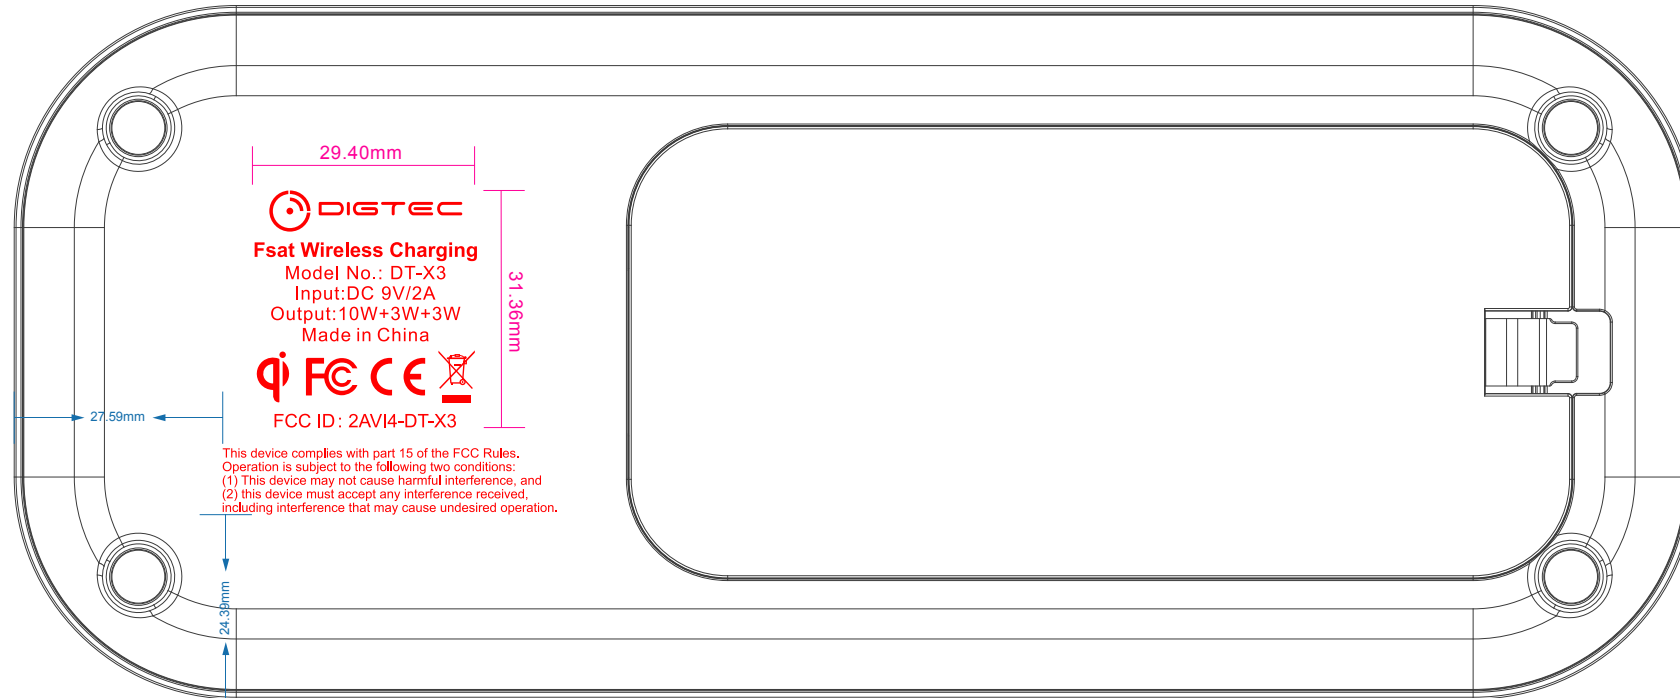 29.40mm
DIGTEC
Fsat Wireless Charging
Model No.: DT-X3
Input:DC 9V/2A
Output:10W+3W+3W
Made in China
31.36mm
qi FC CE
FCC ID: 2AVI4-DT-X3
27.59mm
This device complies with part 15 of the FCC Rules.
Operation is subject to the following two conditions:
(1) This device may not cause harmful interference, and
(2) this device must accept any interference received,
including interference that may cause undesired operation.
24.39mm